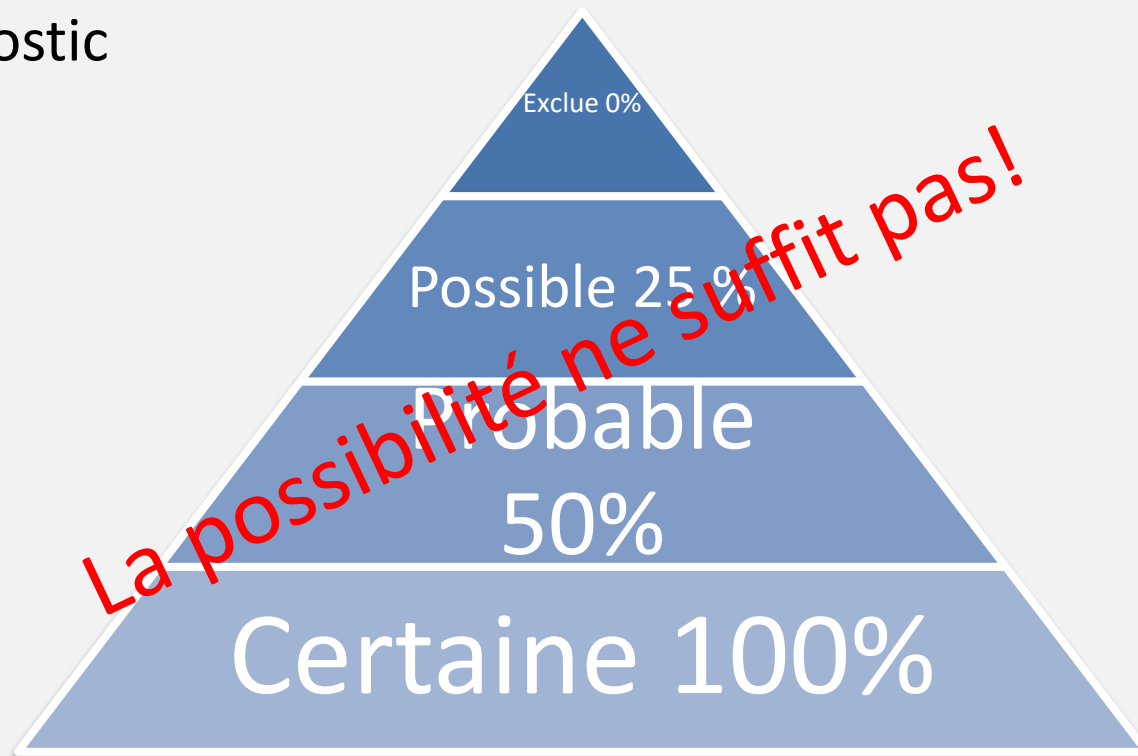 ostic
Exclue 0%
Possible 25 %
Probable
50%
Certaine 100%
La possibilité ne suffit pas!